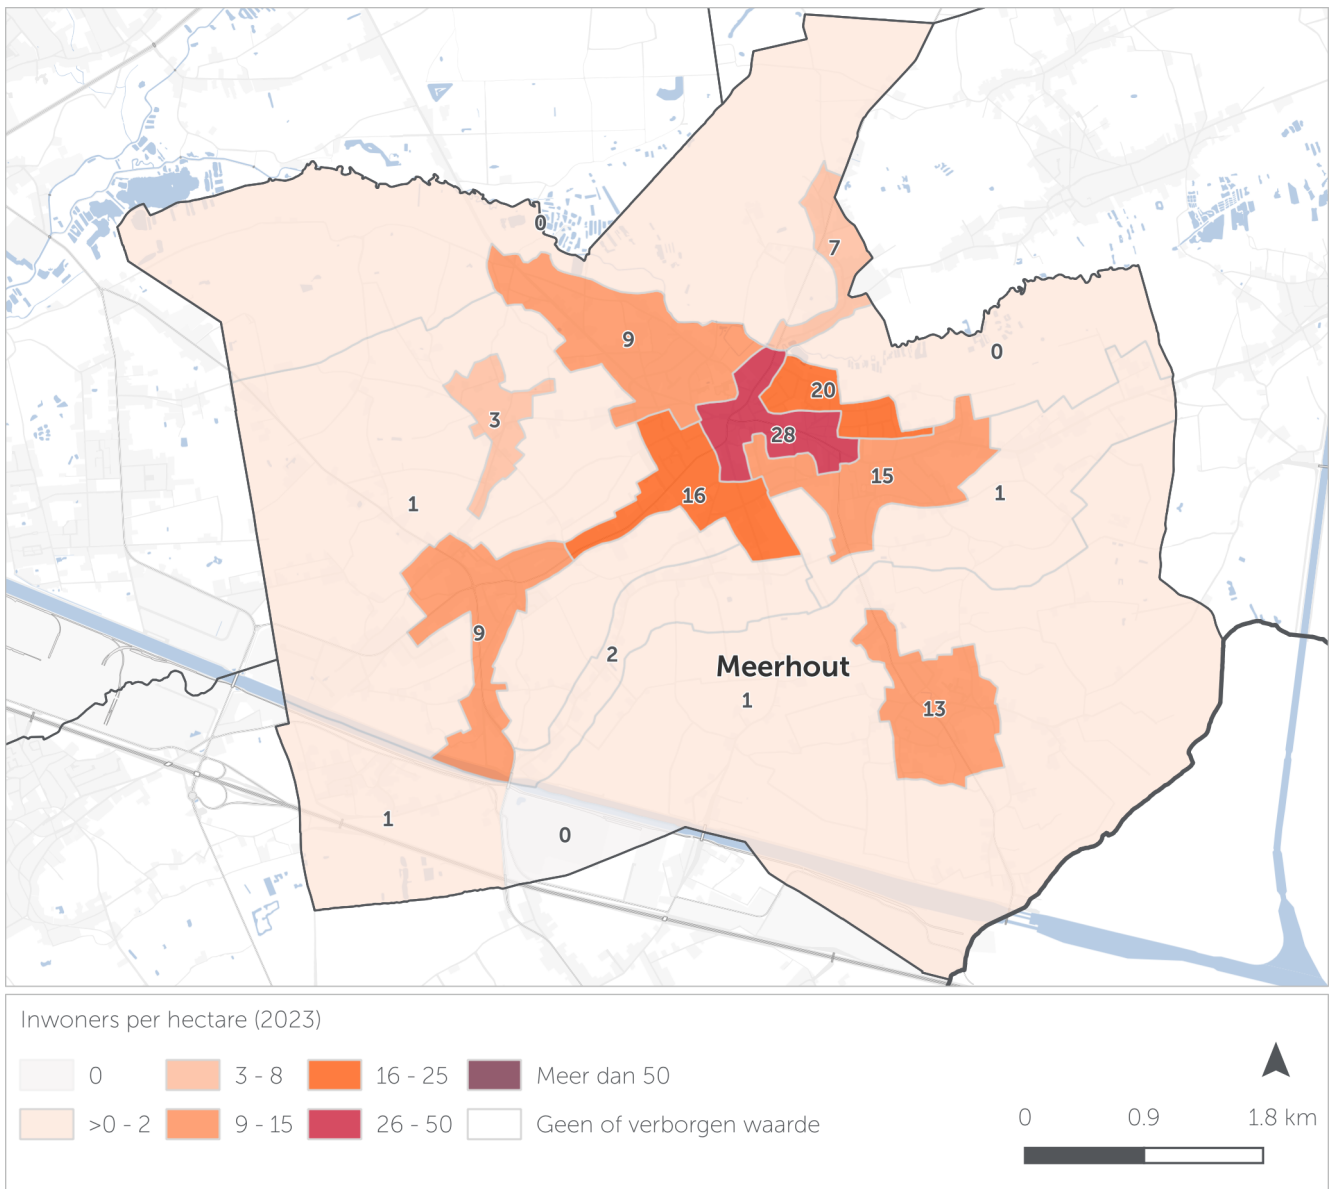 0
7
9
0
20
3
28
15
16
1
1
9
2
Meerhout
1
13
1
0
Inwoners per hectare (2023)
0
3 - 8
16 - 25
Meer dan 50
>0 - 2
9 - 15
26 - 50
Geen of verborgen waarde
0
0.9
1.8 km